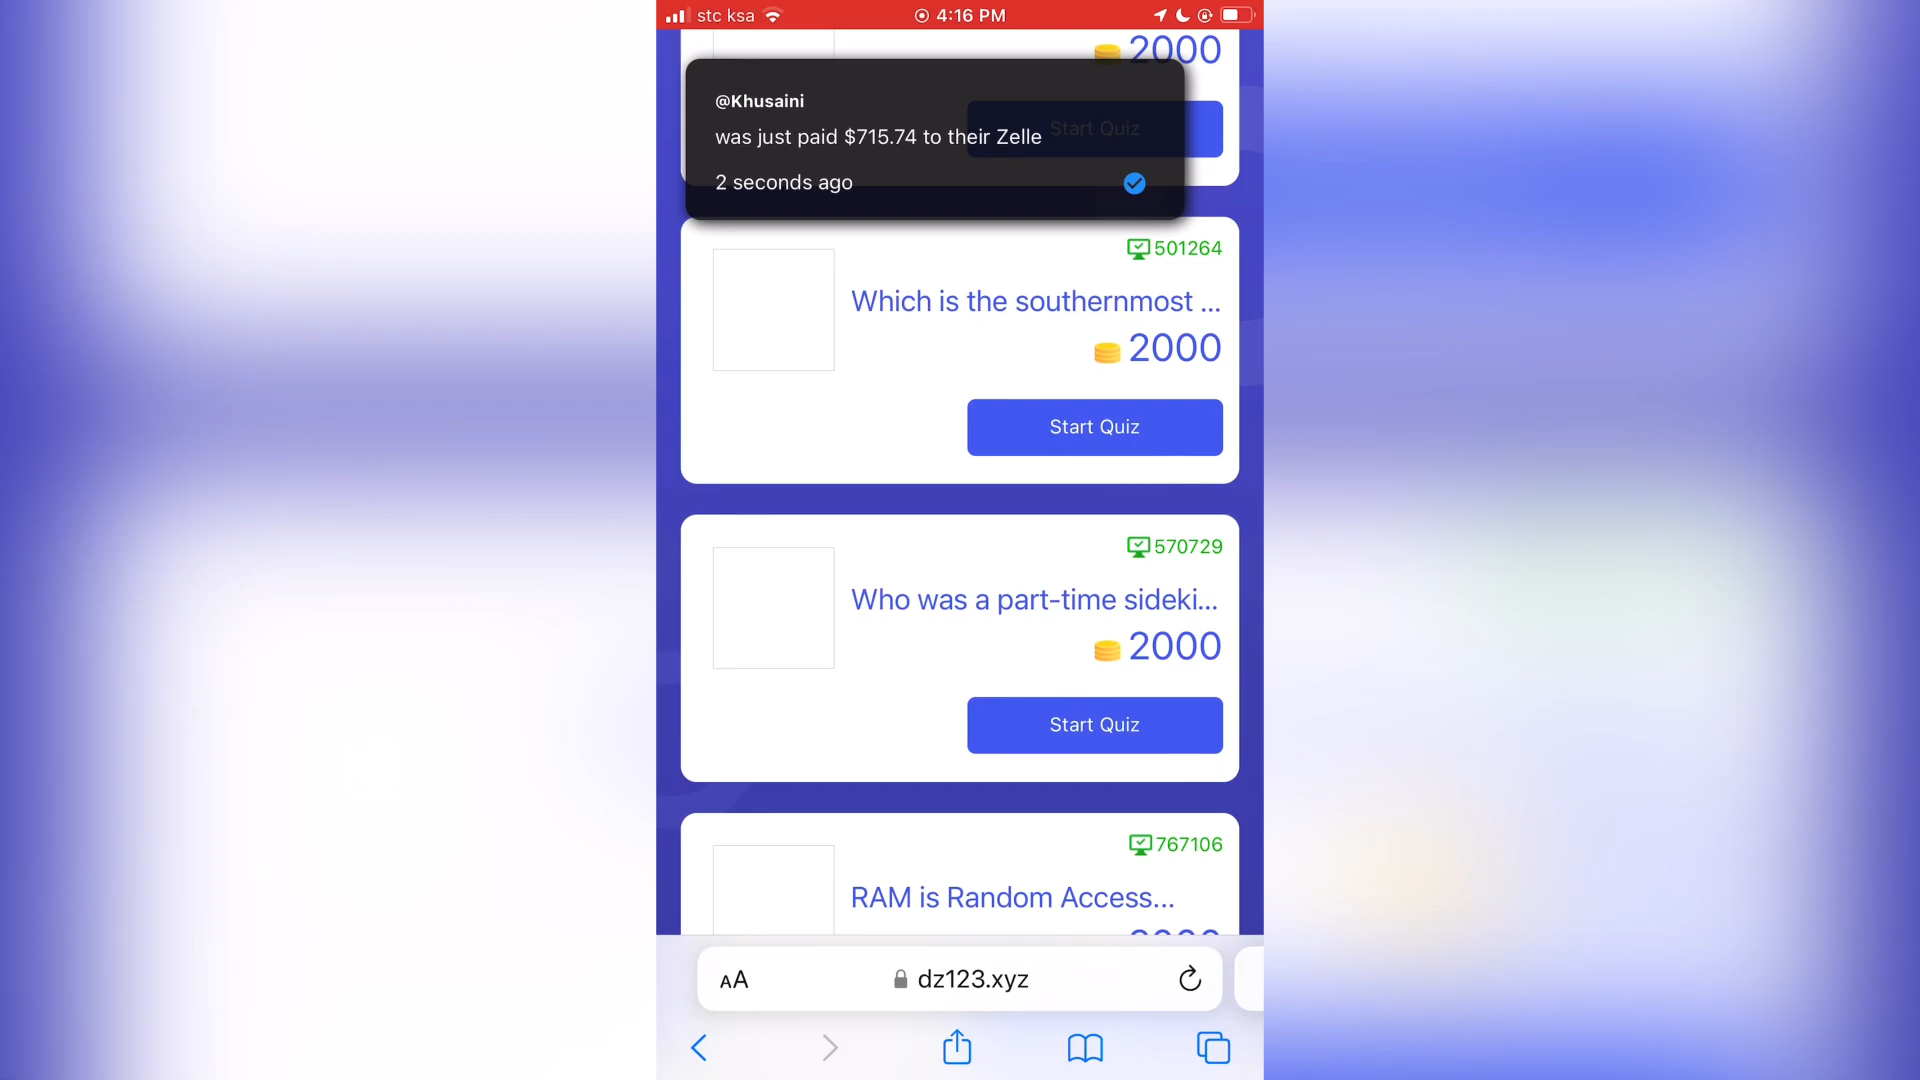 stc ksa
4:16 PM
2000
@Khusaini
Start Quiz
was just paid $715.74 to their Zelle
2 seconds ago
501264
Which is the southernmost ...
2000
Start Quiz
570729
Who was a part-time sideki...
2000
Start Quiz
767106
RAM is Random Access...
AA
dz123.xyz